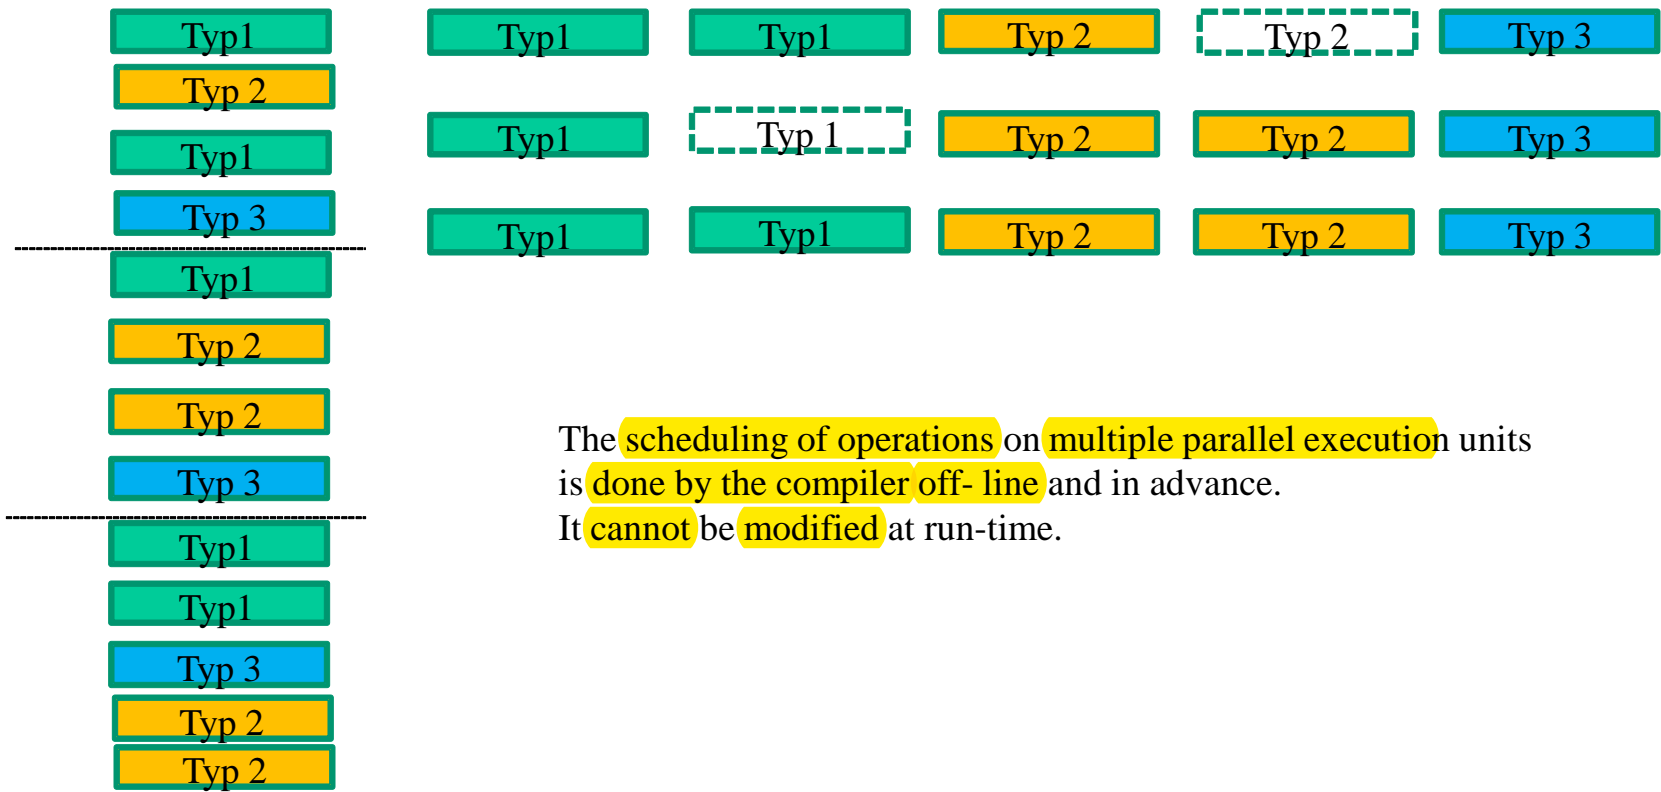 Typ1
Typ 2
Typ1
Typ 3
Typ1
Typ 2
Typ 2
Typ 3
Typ1
Typ1
Typ 3
Typ 2
Typ 2
Typ1 Typ1 Typ 2 Typ 2 Typ 3
Typ1 Typ 1 Typ 2 Typ 2 Typ 3
Typ1 Typ1 Typ 2 Typ 2 Typ 3
The scheduling of operations on multiple parallel execution units
is done by the compiler off- line and in advance.
It cannot be modified at run-time.